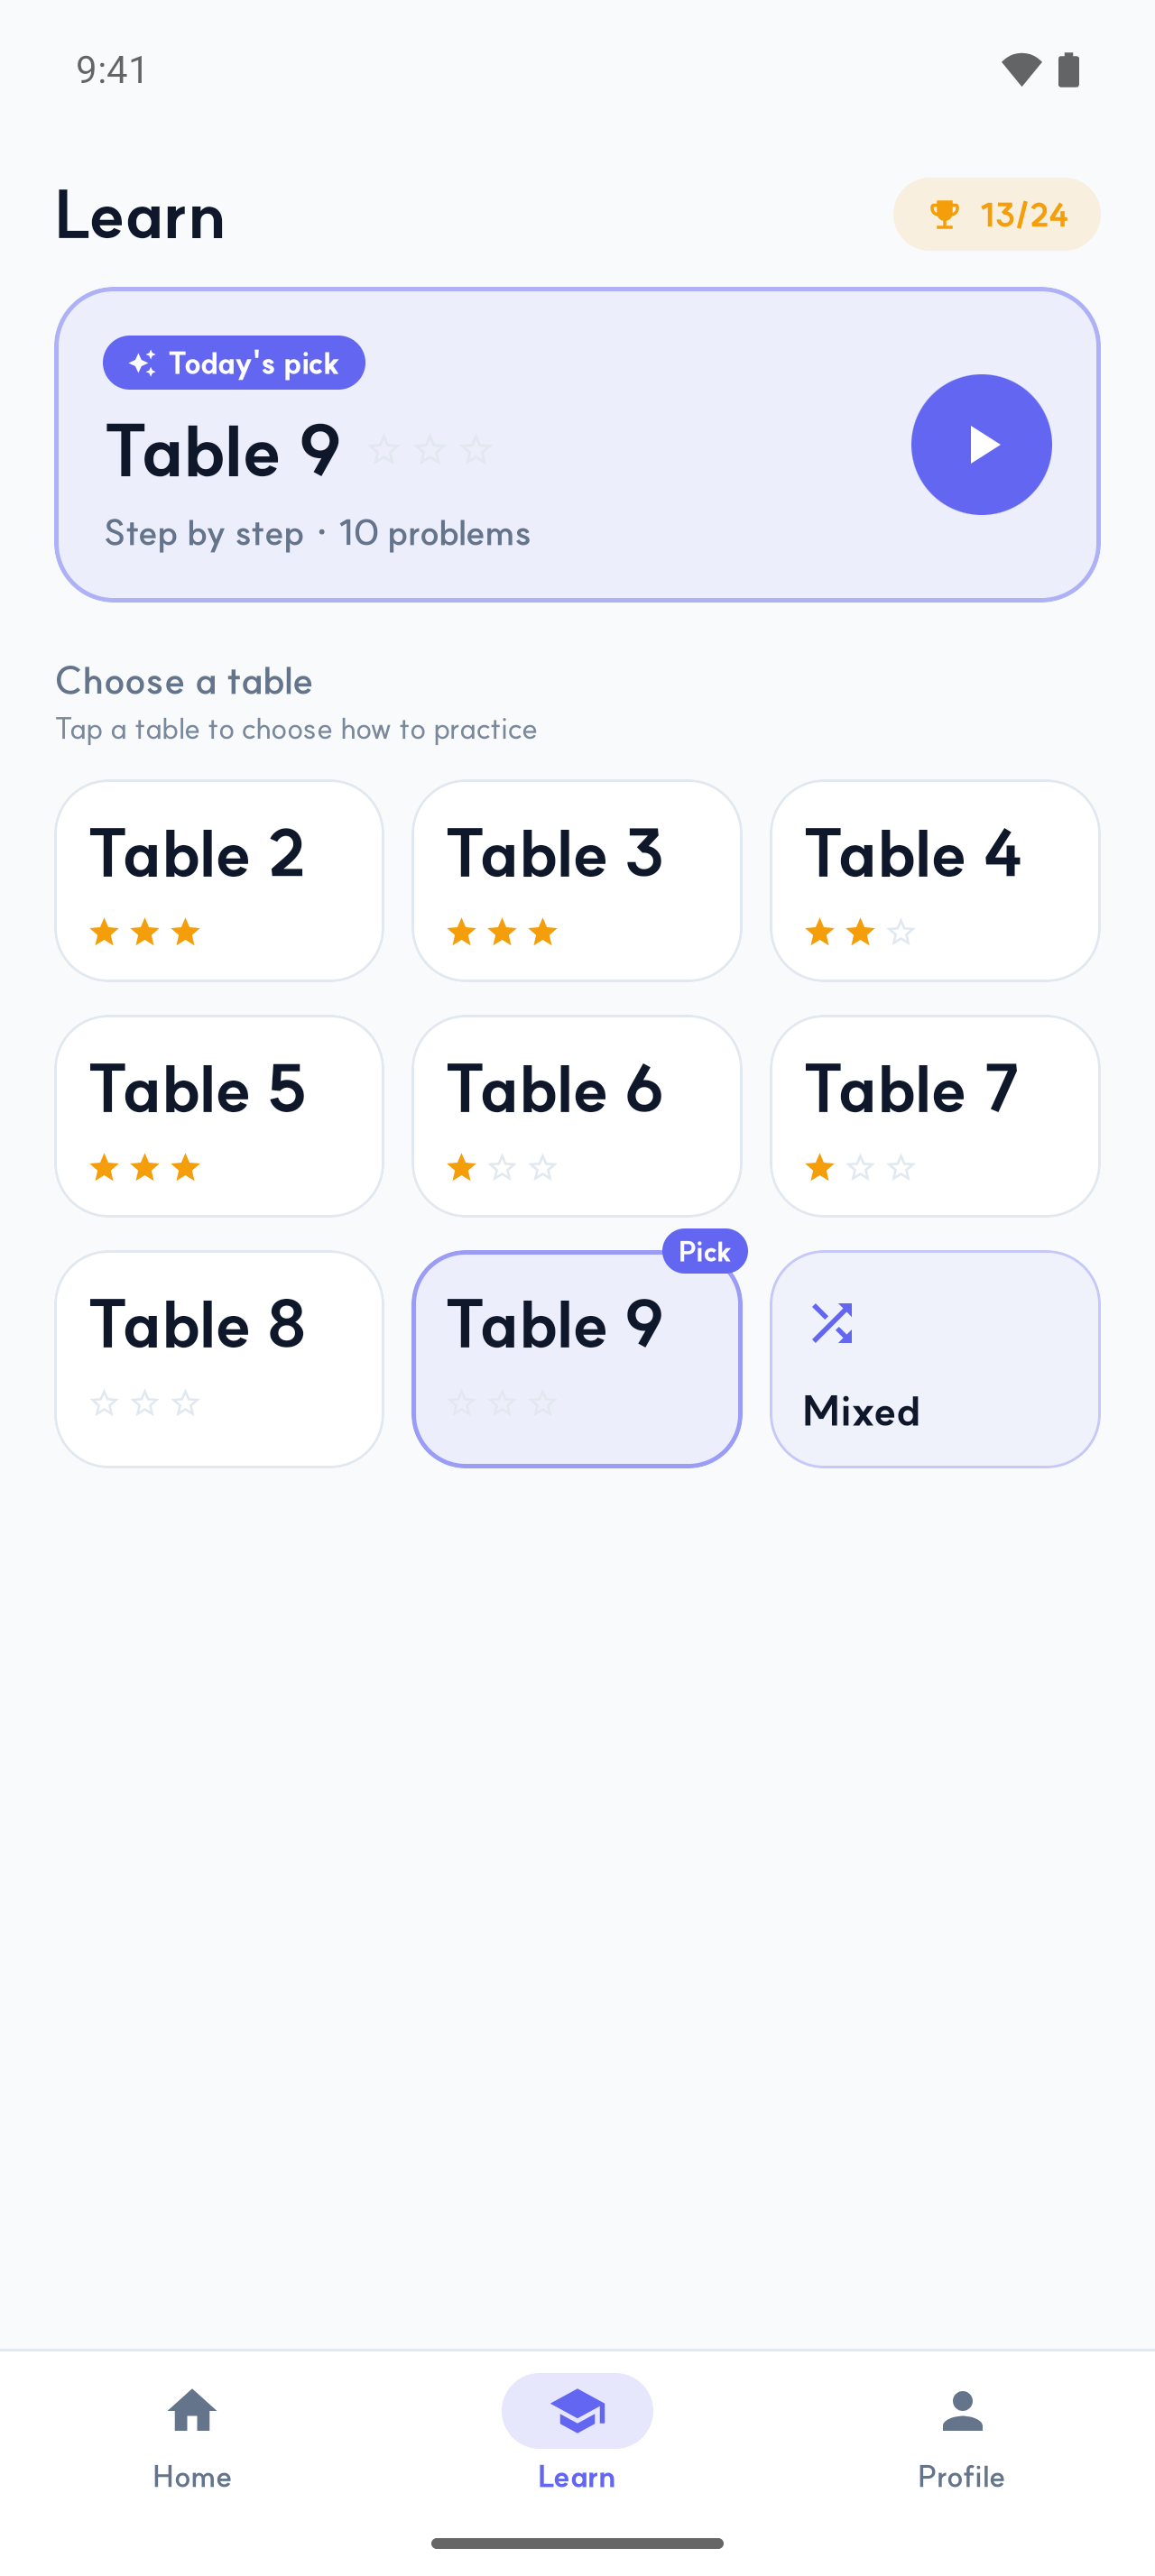 9:41
Learn
13/24
Today's pick
Table 9
Step by step · 10 problems
Choose a table
Tap a table to choose how to practice
Table 2
Table 3
Table 4
Table 5
Table 6
Table 7
Table 8
Pick
Table 9
Mixed
Home
Learn
Profile